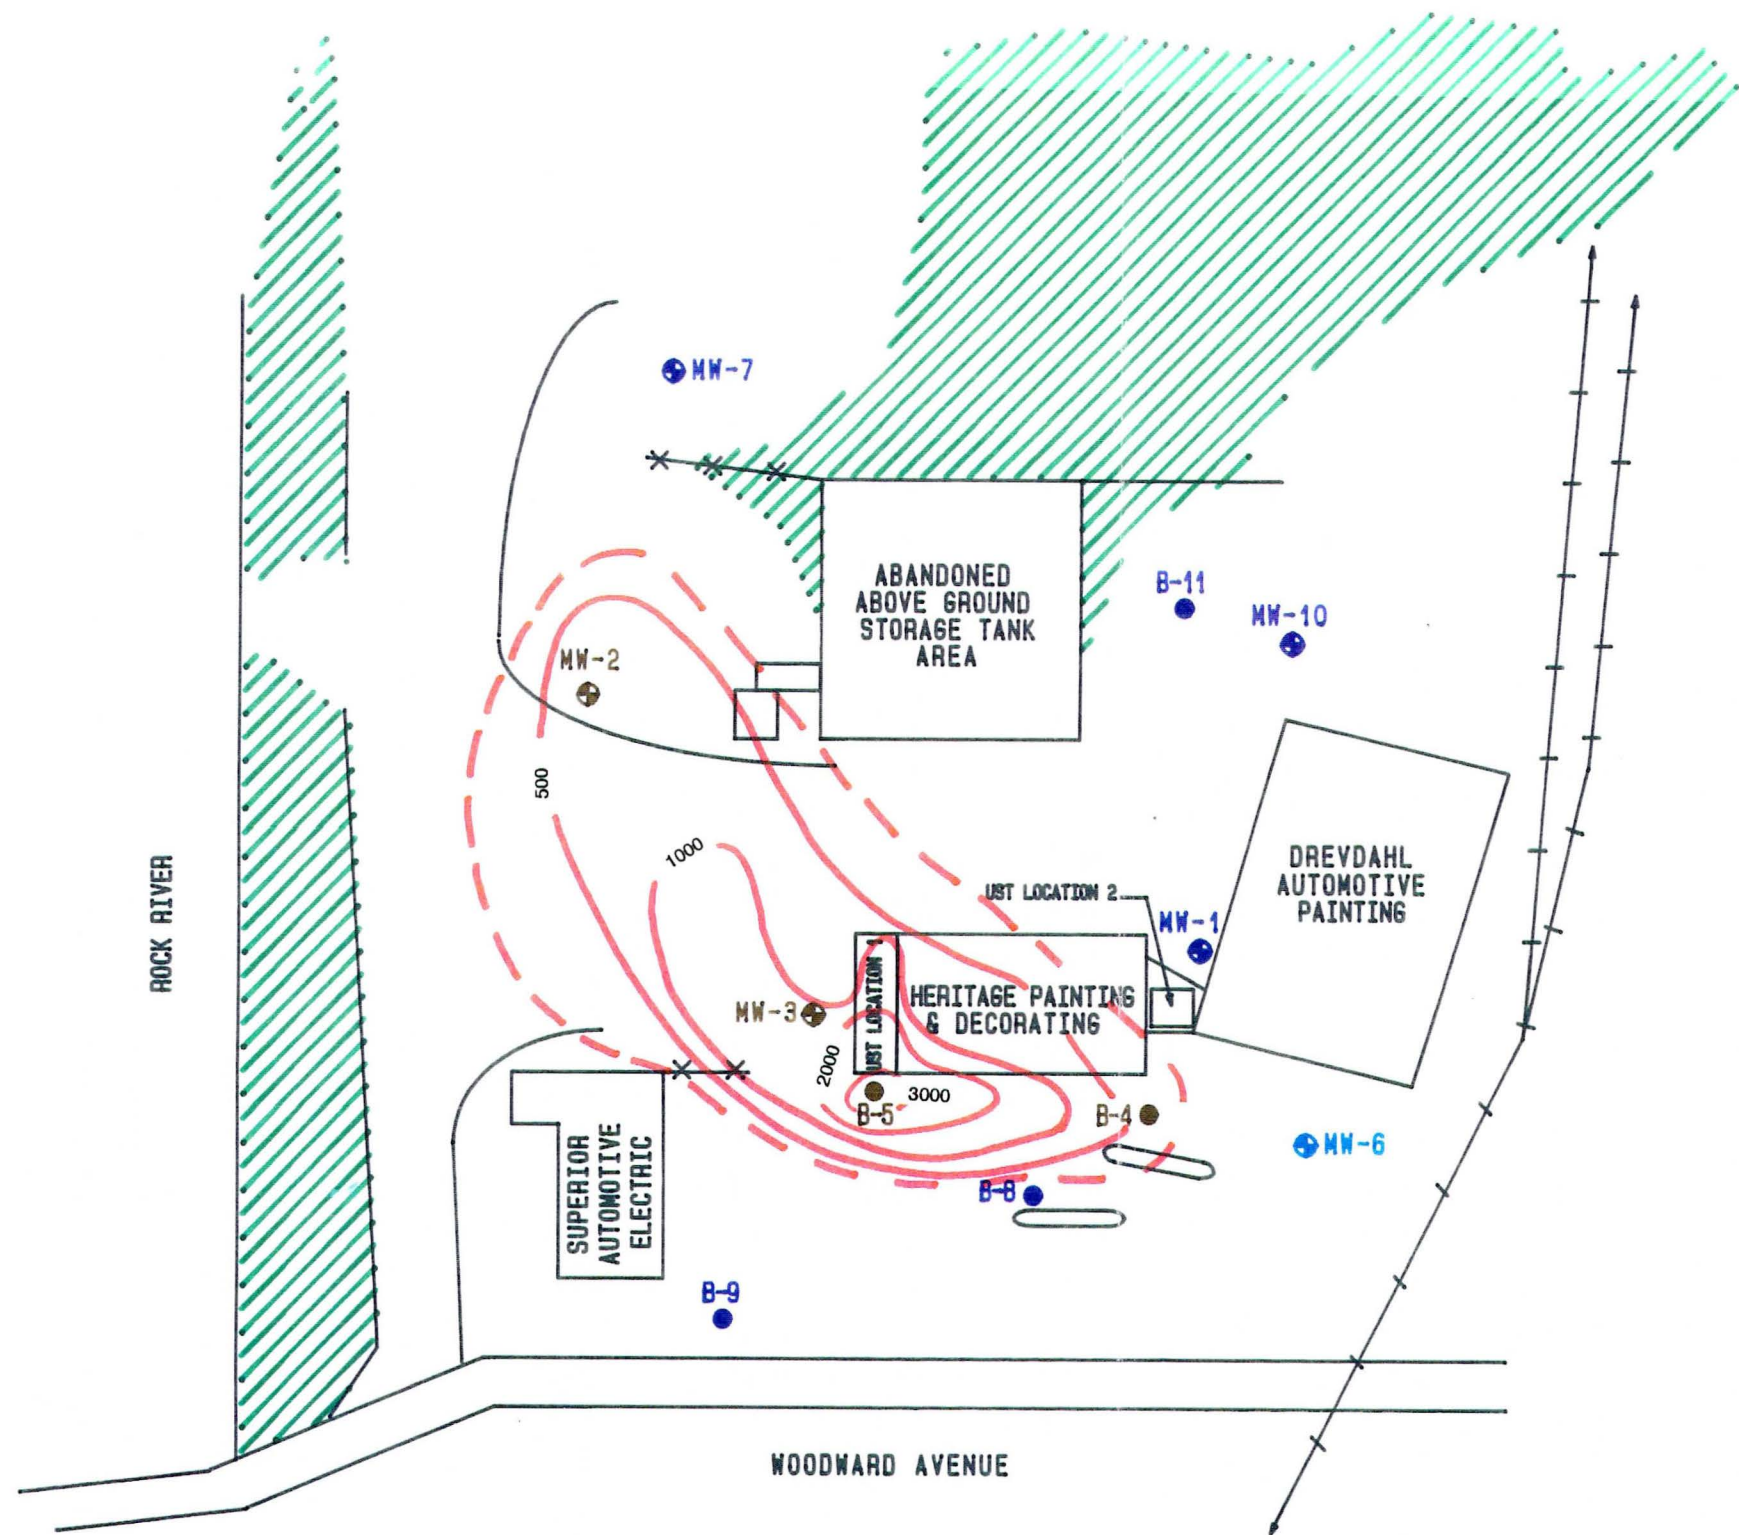 MW-7
ABANDONED
ABOVE GROUND
STORAGE TANK
AREA
B-11
MW-10
MW-2
500
1000
ROCK RIVER
DREVDAHL
AUTOMOTIVE
PAINTING
UST LOCATION 2
MW-1
UST LOCATION 1
HERITAGE PAINTING
& DECORATING
MW-3
2000
3000
B-5
B-4
MW-6
B-8
SUPERIOR
AUTOMOTIVE
ELECTRIC
B-9
WOODWARD AVENUE